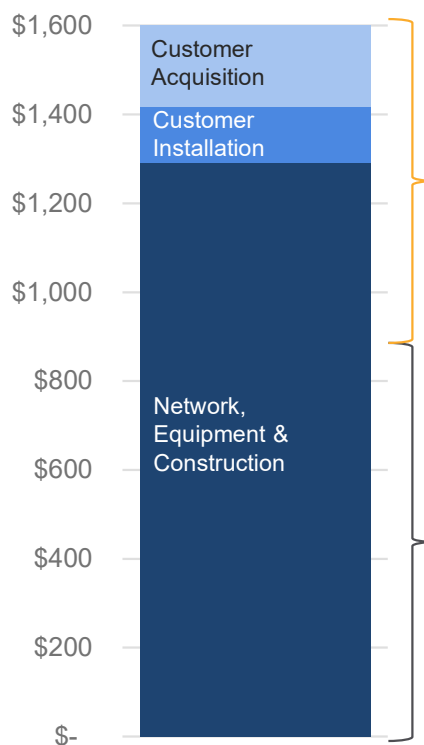 $1,600
Customer
Acquisition
$1,400
Customer
Installation
$1,200
$1,000
$800
Network,
Equipment &
Construction
$600
$400
$200
$-